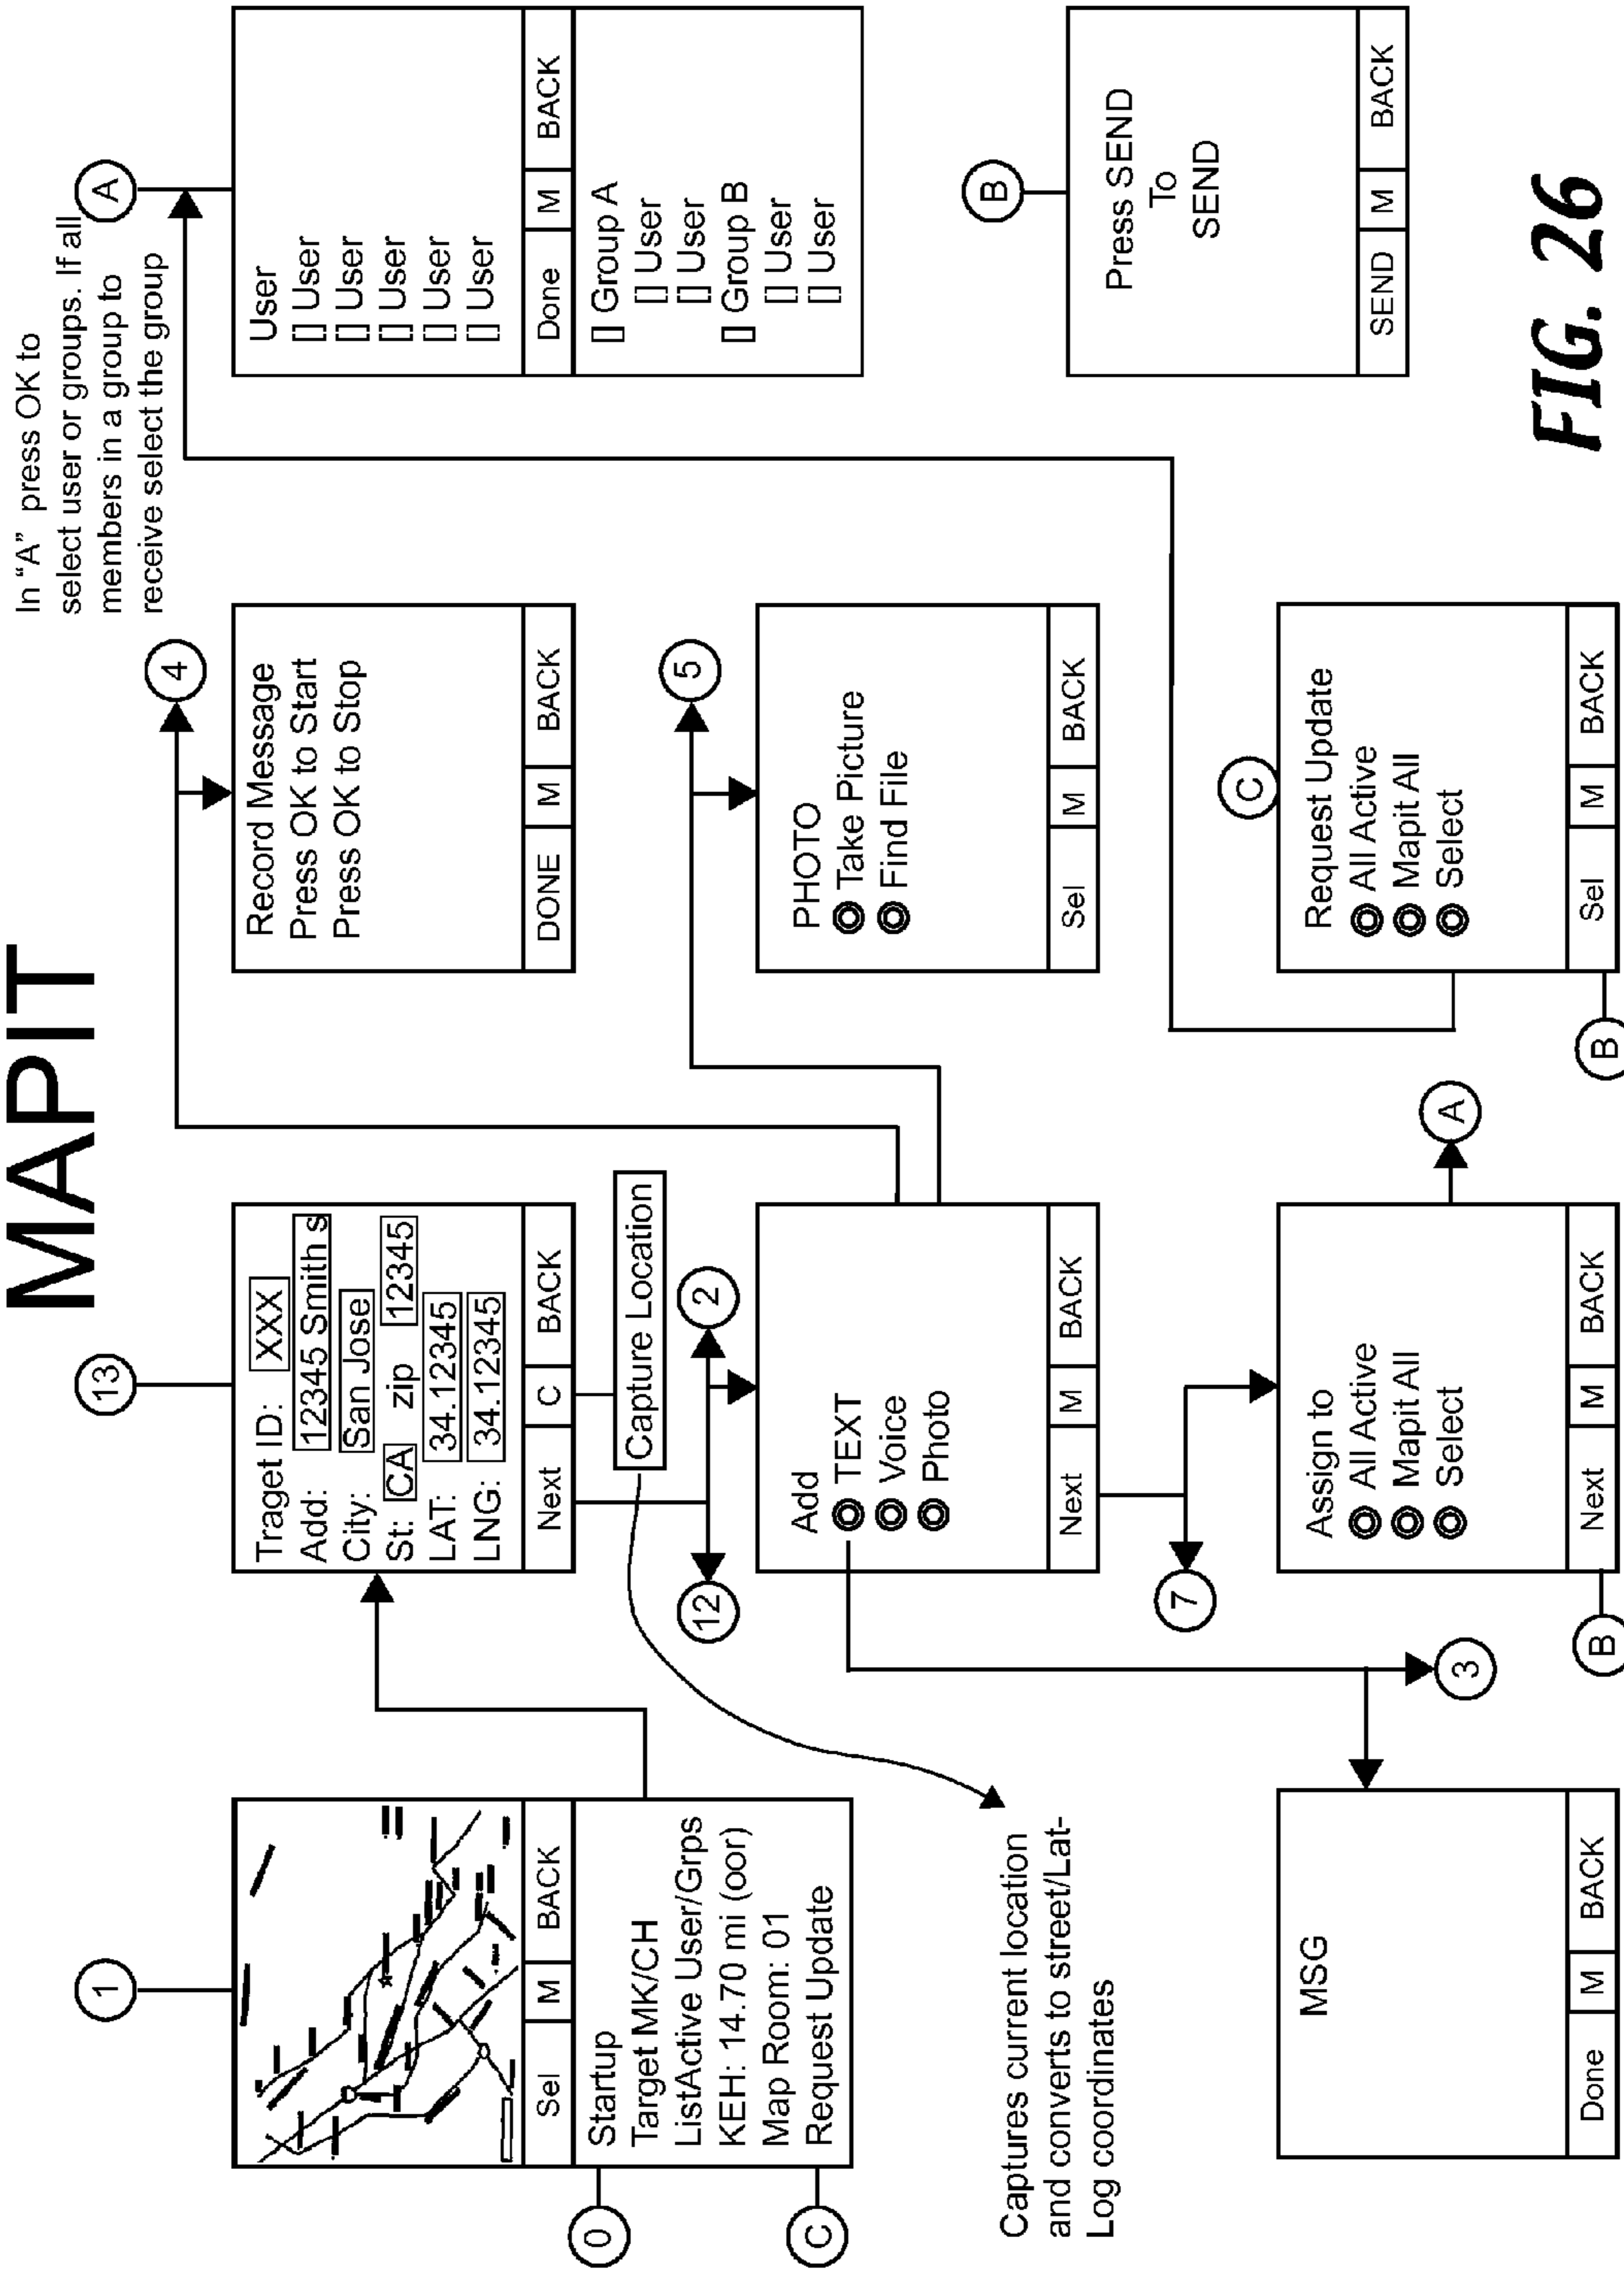 MAPIT
1
Sel M BACK
0
Startup
Target MK/CH
ListActive User/Grps
KEH: 14.70 mi (oor)
Map Room: 01
C
Request Update
Captures current location
and converts to street/Lat-
Log coordinates
MSG
Done M BACK
13
Traget ID: XXX
Add: 12345 Smith s
City: San Jose
St: CA zip 12345
LAT: 34.12345
LNG: 34.12345
Next C BACK
Capture Location
12
2
Add
TEXT
Voice
Photo
Next M BACK
3
7
Assign to
All Active
Mapit All
Select
Next M BACK
B
A
4
Record Message
Press OK to Start
Press OK to Stop
DONE M BACK
5
PHOTO
Take Picture
Find File
Sel M BACK
C
Request Update
All Active
Mapit All
Select
Sel M BACK
B
In “A” press OK to
select user or groups. If all
members in a group to
receive select the group
A
User
[] User
[] User
[] User
[] User
[] User
Done M BACK
[] Group A
[] User
[] User
[] Group B
[] User
[] User
B
Press SEND
To
SEND
SEND M BACK
FIG. 26